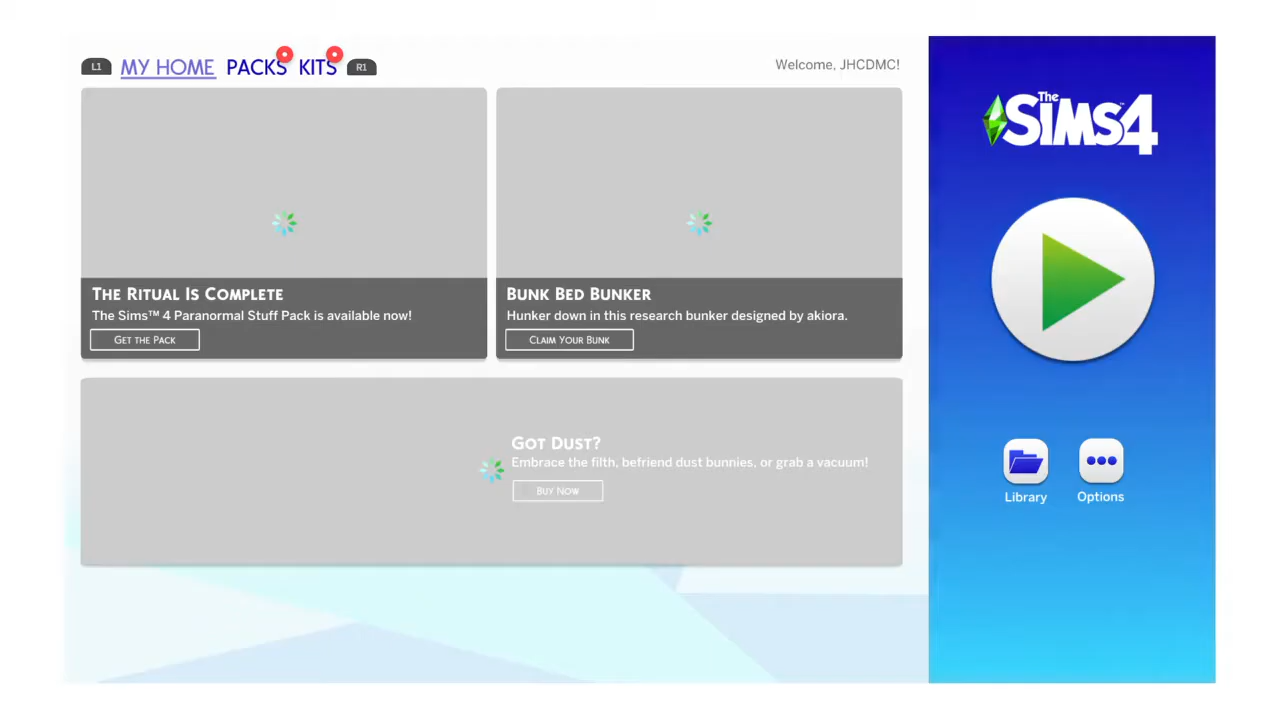 L1 MY HOME PACKS KITS R1
Welcome, JHCDMC!
The Ritual Is Complete
The Sims™ 4 Paranormal Stuff Pack is available now!
Get the Pack
Bunk Bed Bunker
Hunker down in this research bunker designed by akiora.
Claim Your Bunk
Got Dust?
Embrace the filth, befriend dust bunnies, or grab a vacuum!
Buy Now
The
SiMS™4
Library
Options